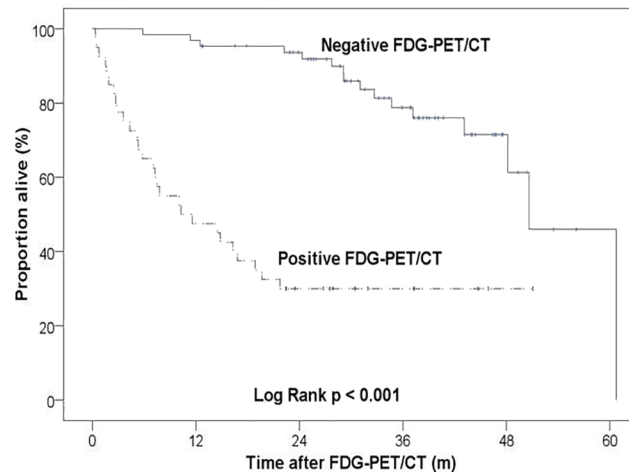 100
80
60
40
20
0
Proportion alive (%)
Negative FDG-PET/CT
Positive FDG-PET/CT
Log Rank p < 0.001
0 12 24 36 48 60
Time after FDG-PET/CT (m)